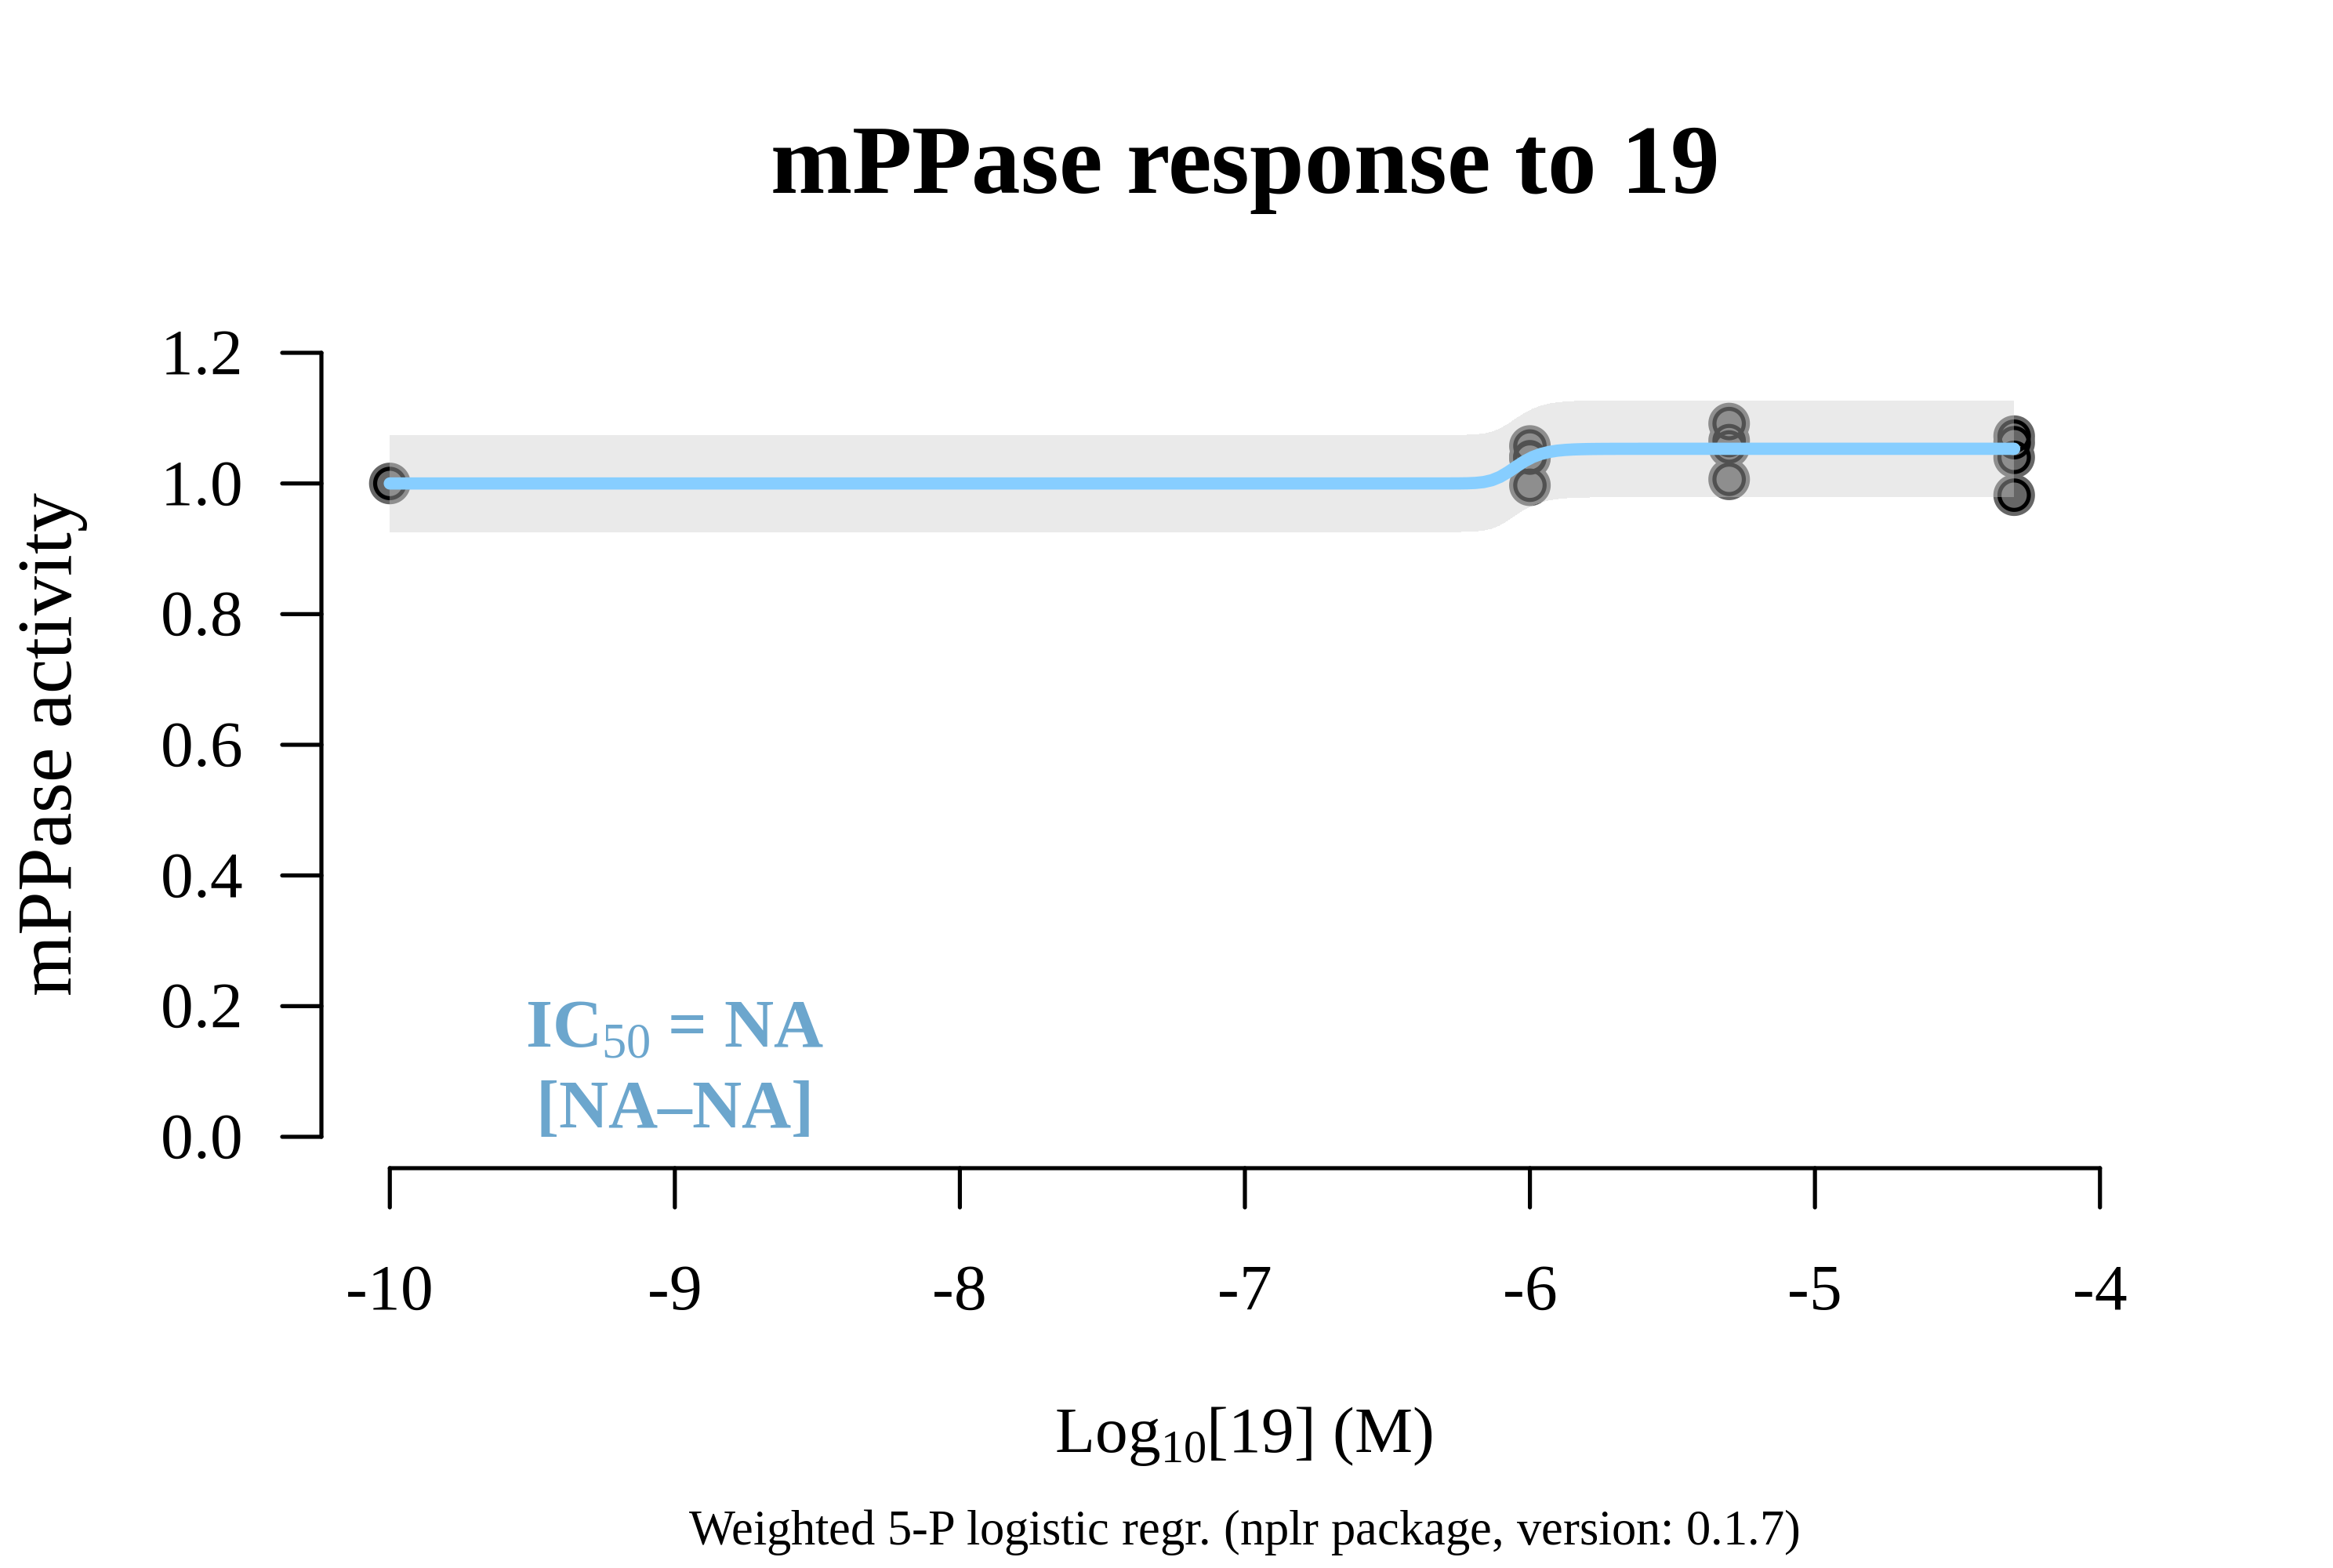 mPPase response to 19
mPPase activity
1.2
1.0
0.8
0.6
0.4
0.2
0.0
IC50 = NA
[NA–NA]
-10 -9 -8 -7 -6 -5 -4
Log10[19] (M)
Weighted 5-P logistic regr. (nplr package, version: 0.1.7)